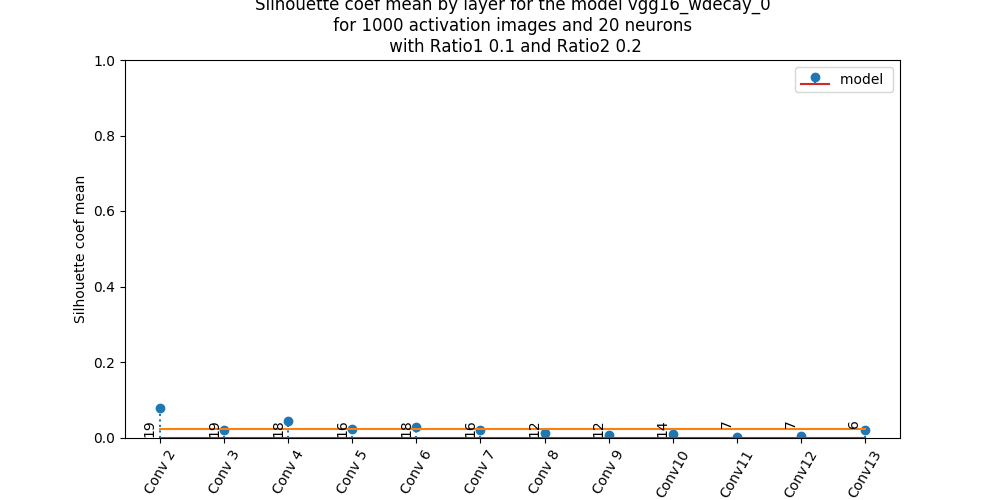 Silhouette coef mean by layer for the model vgg16_wdecay_0
for 1000 activation images and 20 neurons
with Ratio1 0.1 and Ratio2 0.2
model
Silhouette coef mean
1.0
0.8
0.6
0.4
0.2
0.0
19
19
18
16
18
16
12
12
14
7
7
6
Conv 2
Conv 3
Conv 4
Conv 5
Conv 6
Conv 7
Conv 8
Conv 9
Conv10
Conv11
Conv12
Conv13